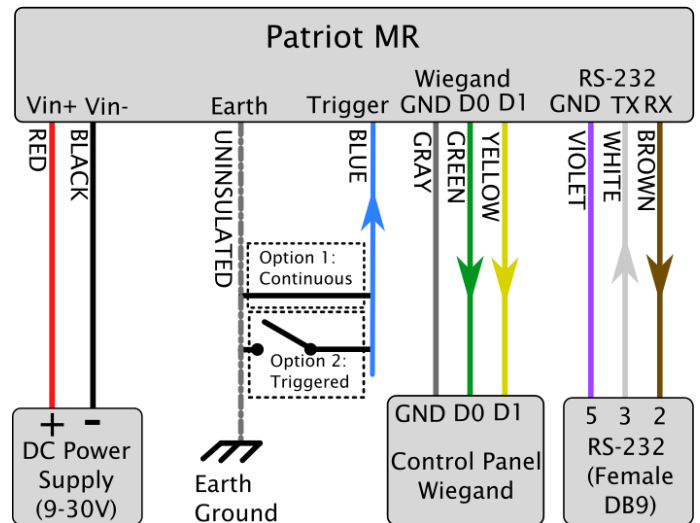 Patriot MR
Wiegand RS-232
Vin+ Vin- Earth Trigger GND D0 D1 GND TX RX
RED
BLACK
UNINSULATED
BLUE
GRAY
GREEN
YELLOW
VIOLET
WHITE
BROWN
Option 1:
Continuous
Option 2:
Triggered
+ -
DC Power
Supply
(9-30V)
Earth
Ground
GND D0 D1
Control Panel
Wiegand
5 3 2
RS-232
(Female
DB9)